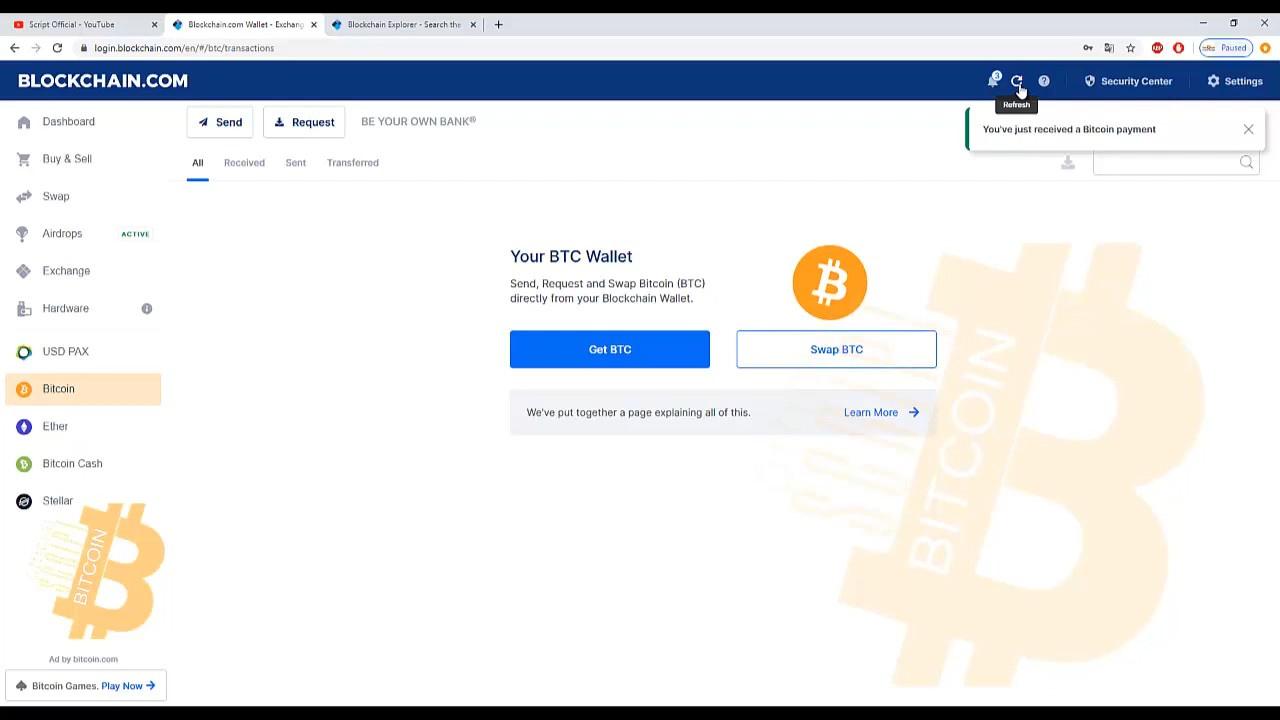 Script Official - YouTube
Blockchain.com Wallet - Exchang
Blockchain Explorer - Search the
login.blockchain.com/en/#/btc/transactions
ABP
Paused
BLOCKCHAIN.COM
3
Security Center
Settings
Refresh
You've just received a Bitcoin payment
Dashboard
Buy & Sell
Swap
Airdrops ACTIVE
Exchange
Hardware
USD PAX
Bitcoin
Ether
Bitcoin Cash
Stellar
BITCOIN
Ad by bitcoin.com
Bitcoin Games. Play Now
Send
Request
BE YOUR OWN BANK®
All
Received
Sent
Transferred
Your BTC Wallet
Send, Request and Swap Bitcoin (BTC)
directly from your Blockchain Wallet.
Get BTC
Swap BTC
We've put together a page explaining all of this.
Learn More
BITCOIN